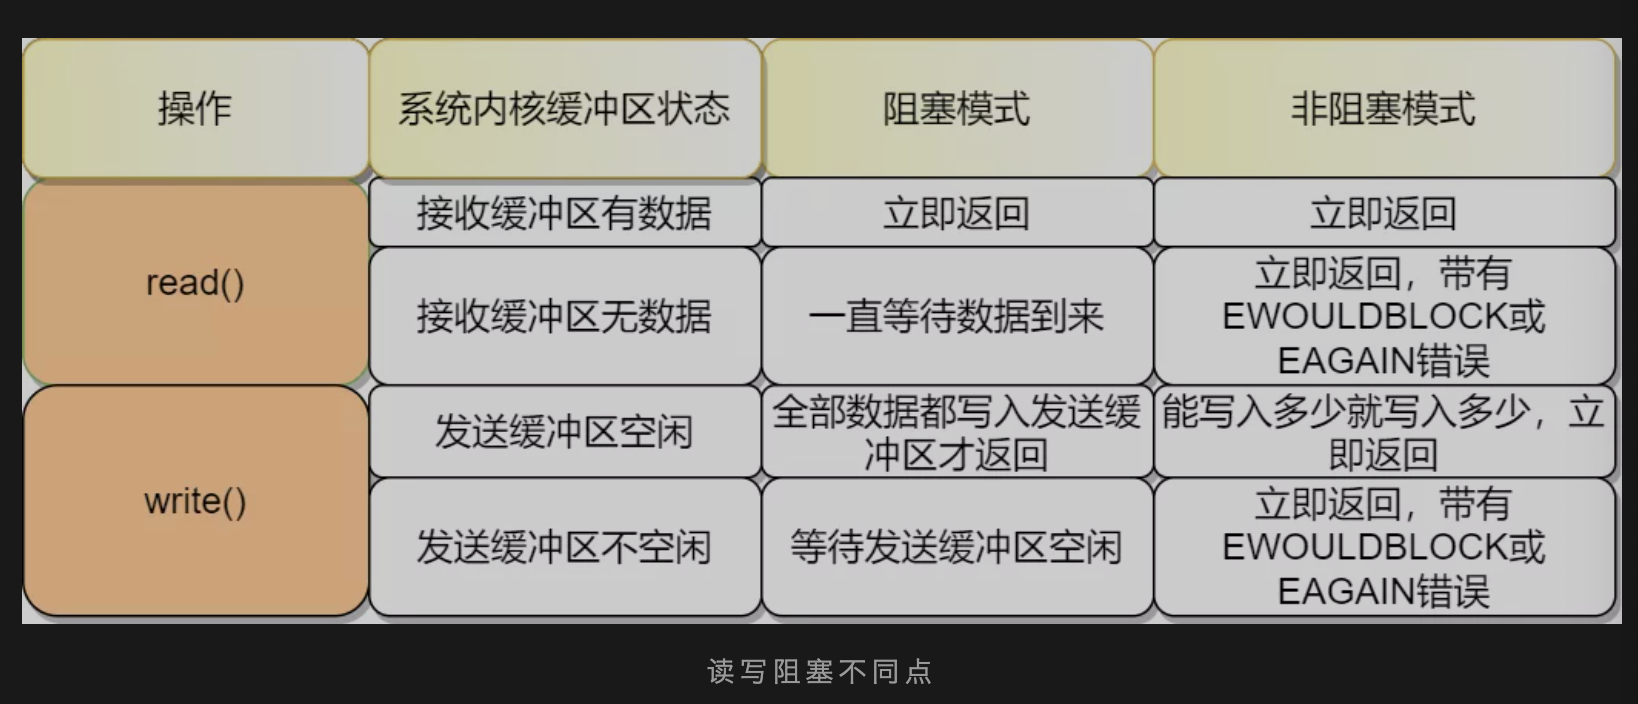 操作 系统内核缓冲区状态 阻塞模式 非阻塞模式
read()
接收缓冲区有数据 立即返回 立即返回
接收缓冲区无数据 一直等待数据到来
立即返回，带有
EWOULDBLOCK或
EAGAIN错误
write()
发送缓冲区空闲
全部数据都写入发送缓
冲区才返回
能写入多少就写入多少，立
即返回
发送缓冲区不空闲 等待发送缓冲区空闲
立即返回，带有
EWOULDBLOCK或
EAGAIN错误
读写阻塞不同点